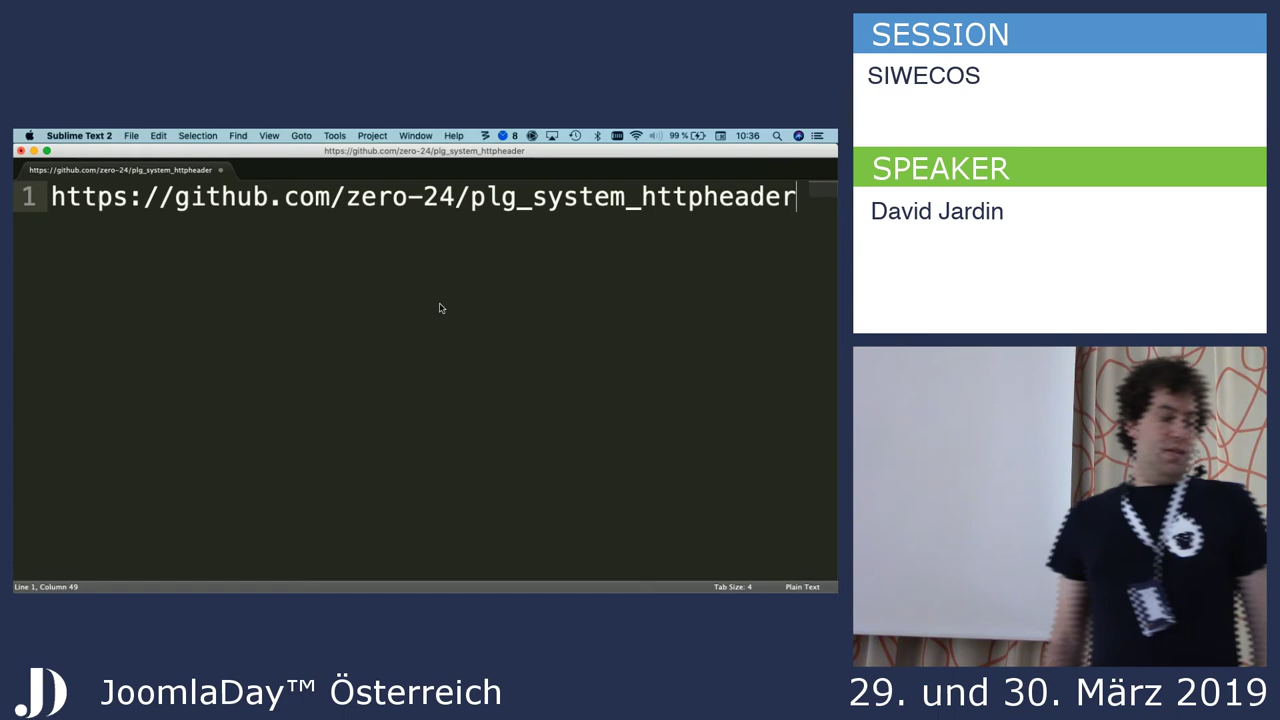 Sublime Text 2 File Edit Selection Find View Goto Tools Project Window Help 8 99 % 10:36
https://github.com/zero-24/plg_system_httpheader
https://github.com/zero-24/plg_system_httpheader
1 https://github.com/zero-24/plg_system_httpheader
Line 1, Column 49 Tab Size: 4 Plain Text
SESSION
SIWECOS
SPEAKER
David Jardin
JoomlaDay™ Österreich
29. und 30. März 2019